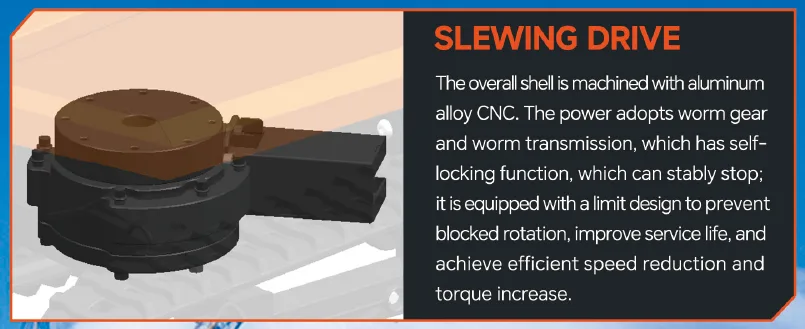 SLEWING DRIVE
The overall shell is machined with aluminum
alloy CNC. The power adopts worm gear
and worm transmission, which has self-
locking function, which can stably stop;
it is equipped with a limit design to prevent
blocked rotation, improve service life, and
achieve efficient speed reduction and
torque increase.